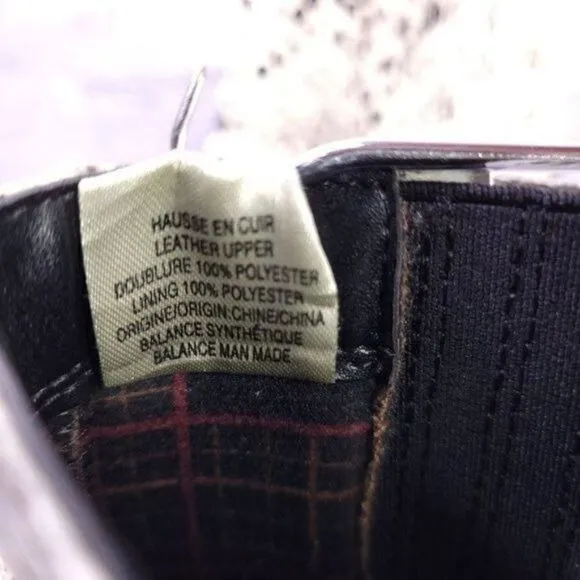 HAUSSE EN CUIR
LEATHER UPPER
DOUBLURE 100% POLYESTER
LINING 100% POLYESTER
ORIGINE/ORIGIN:CHINE/CHINA
BALANCE SYNTHÉTIQUE
BALANCE MAN MADE